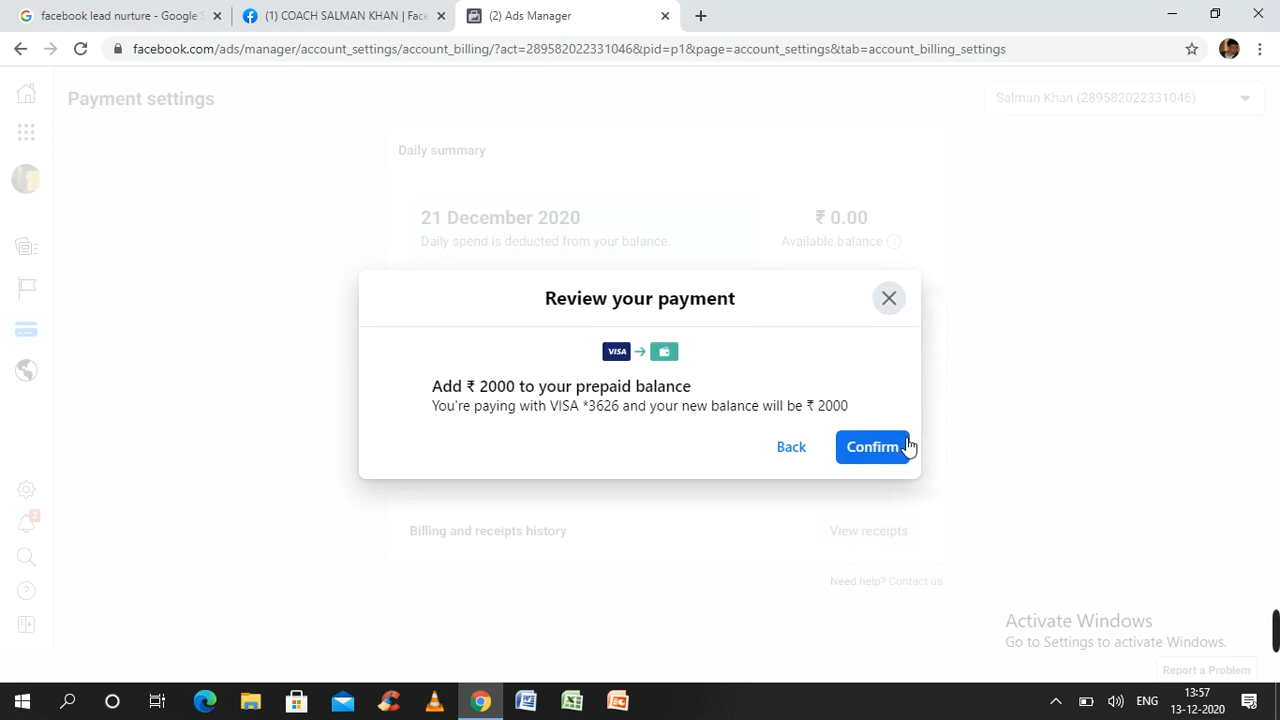 facebook lead nurture - Google S
(1) COACH SALMAN KHAN | Face
(2) Ads Manager
facebook.com/ads/manager/account_settings/account_billing/?act=289582022331046&pid=p1&page=account_settings&tab=account_billing_settings
Payment settings
Salman Khan (289582022331046)
Daily summary
21 December 2020
₹ 0.00
Daily spend is deducted from your balance.
Available balance
Review your payment
VISA
Add ₹ 2000 to your prepaid balance
You're paying with VISA *3626 and your new balance will be ₹ 2000
Back
Confirm
2
Billing and receipts history
View receipts
Need help? Contact us.
Activate Windows
Go to Settings to activate Windows.
Report a Problem
ENG
13:57
13-12-2020